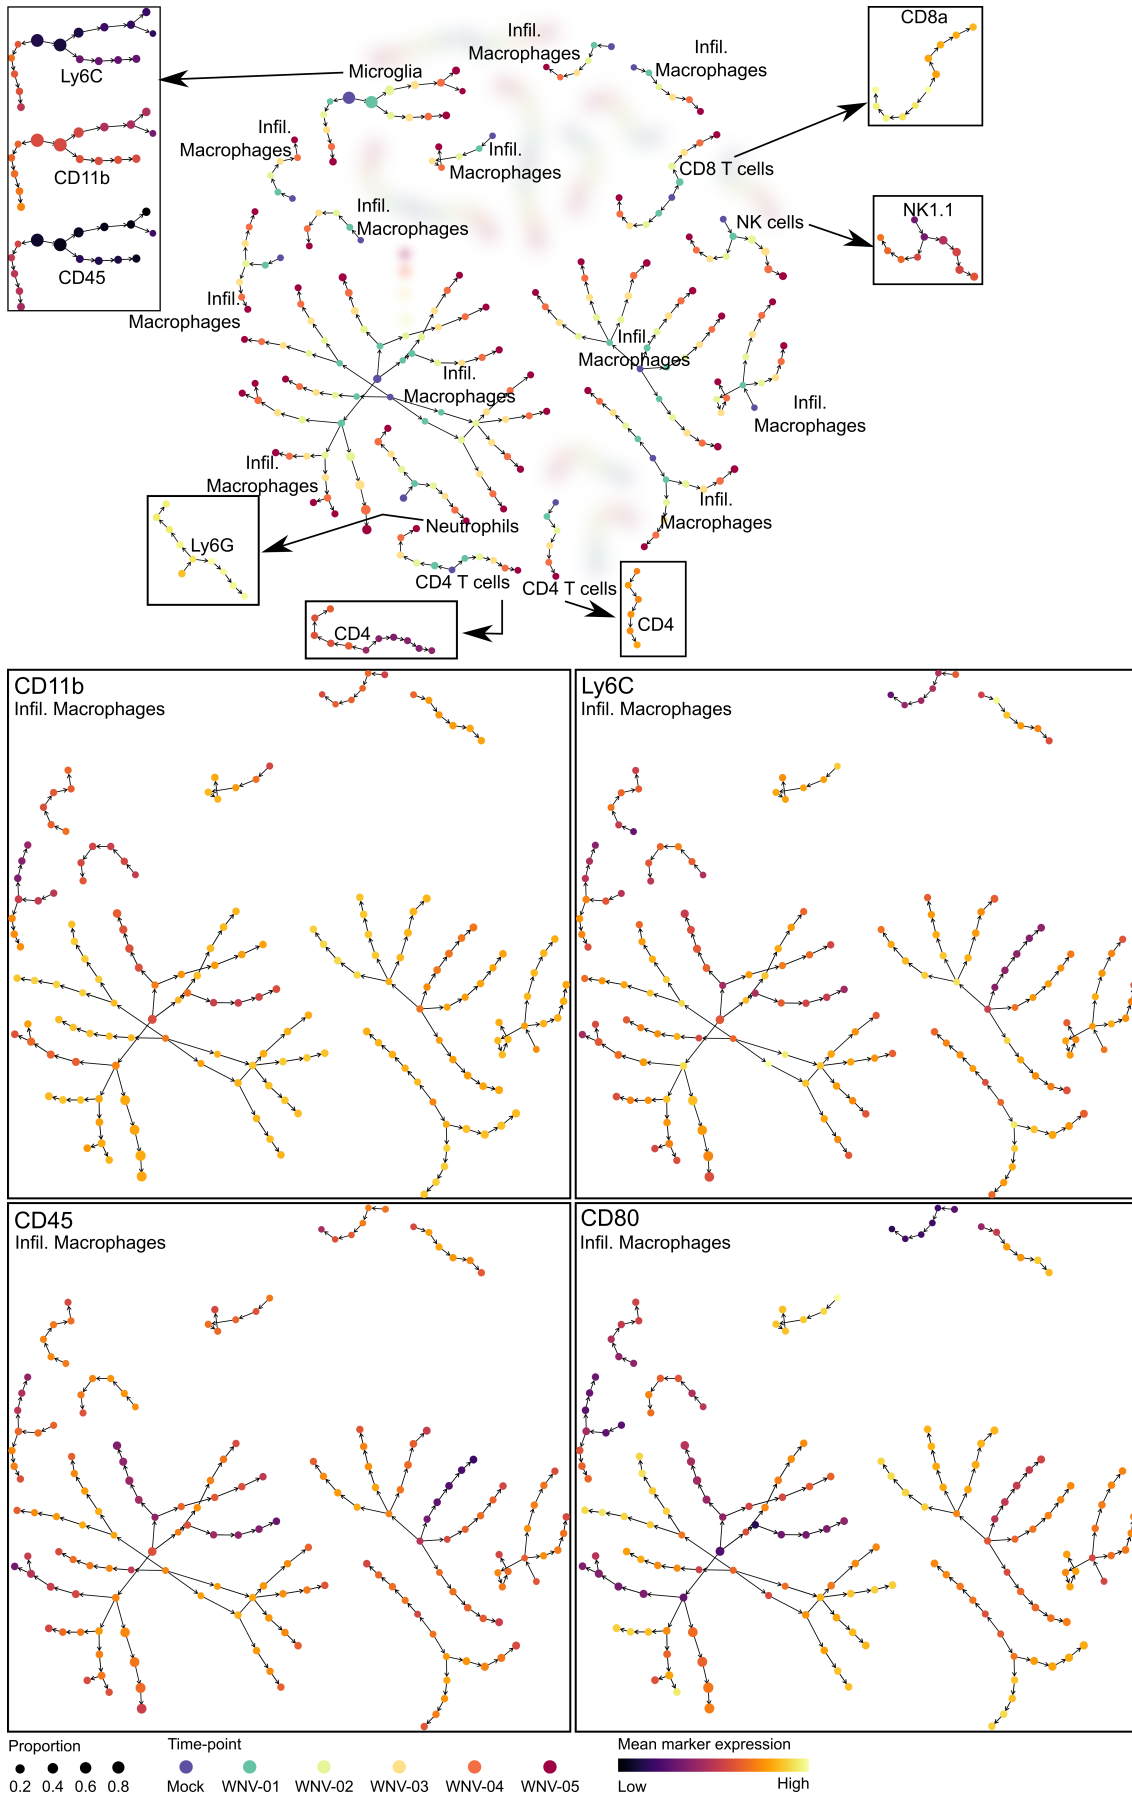 Ly6C
CD11b
CD45
Microglia
Infil.
Macrophages
Infil.
Macrophages
CD8a
Infil.
Macrophages
Infil.
Macrophages
CD8 T cells
Infil.
Macrophages
NK cells
NK1.1
Infil.
Macrophages
Infil.
Macrophages
Infil.
Macrophages
Infil.
Macrophages
Infil.
Macrophages
Infil.
Macrophages
Ly6G
Neutrophils
CD4 T cells
CD4 T cells
CD4
CD4
CD11b
Infil. Macrophages
Ly6C
Infil. Macrophages
CD45
Infil. Macrophages
CD80
Infil. Macrophages
Proportion
0.2 0.4 0.6 0.8
Time-point
Mock WNV-01 WNV-02 WNV-03 WNV-04 WNV-05
Mean marker expression
Low High